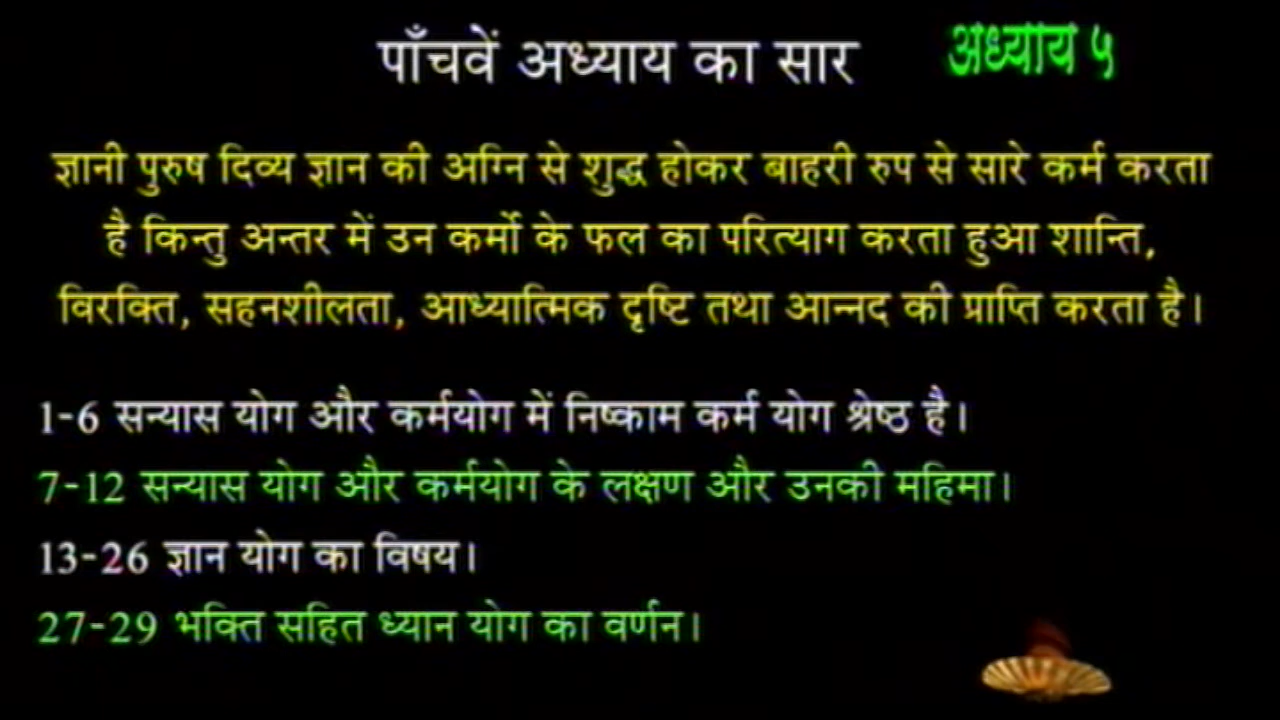 पाँचवें अध्याय का सार अध्याय ५
ज्ञानी पुरुष दिव्य ज्ञान की अग्नि से शुद्ध होकर बाहरी रुप से सारे कर्म करता
है किन्तु अन्तर में उन कर्मो के फल का परित्याग करता हुआ शान्ति,
विरक्ति, सहनशीलता, आध्यात्मिक दृष्टि तथा आन्नद की प्राप्ति करता है।
1-6 सन्यास योग और कर्मयोग में निष्काम कर्म योग श्रेष्ठ है।
7-12 सन्यास योग और कर्मयोग के लक्षण और उनकी महिमा।
13-26 ज्ञान योग का विषय।
27-29 भक्ति सहित ध्यान योग का वर्णन।